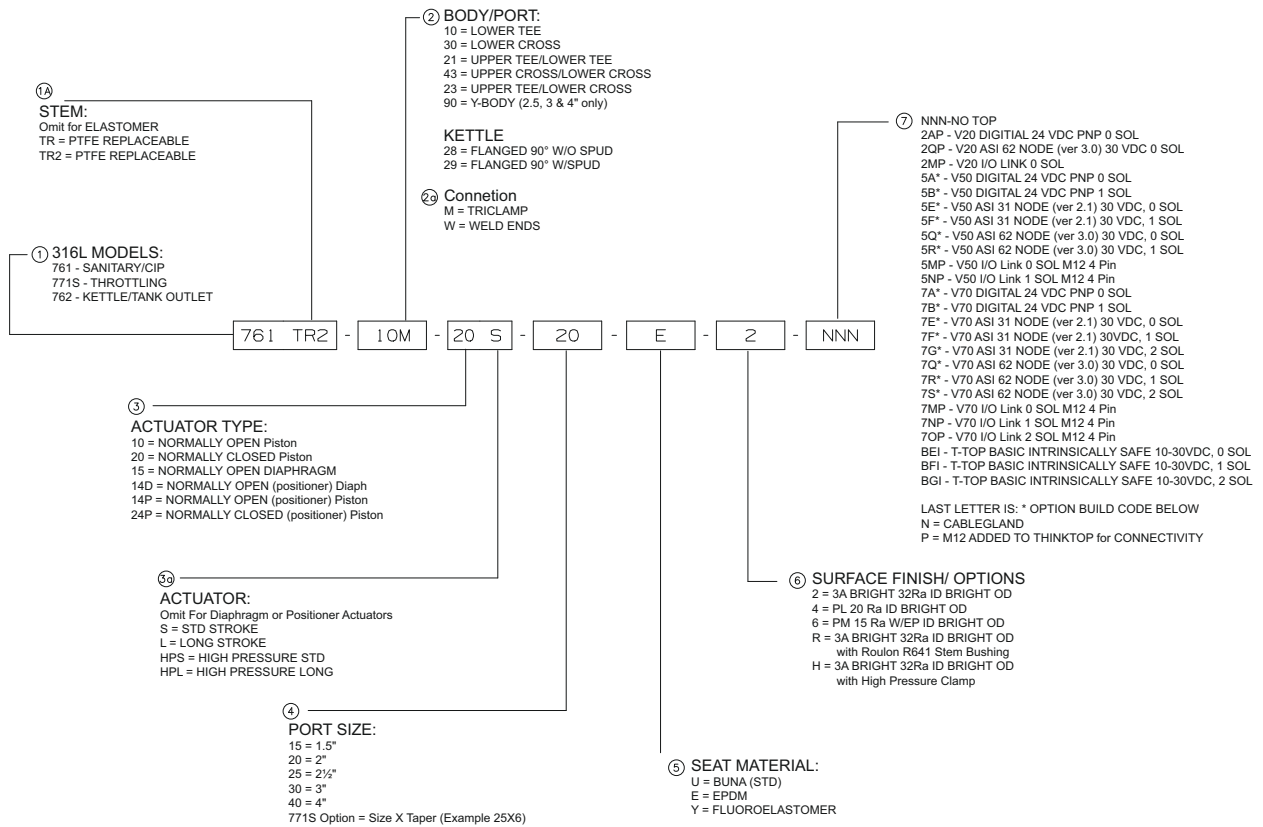 ② BODY/PORT:
10 = LOWER TEE
30 = LOWER CROSS
21 = UPPER TEE/LOWER TEE
43 = UPPER CROSS/LOWER CROSS
23 = UPPER TEE/LOWER CROSS
90 = Y-BODY (2.5, 3 & 4" only)
KETTLE
28 = FLANGED 90° W/O SPUD
29 = FLANGED 90° W/SPUD
2a Connetion
M = TRICLAMP
W = WELD ENDS
1A
STEM:
Omit for ELASTOMER
TR = PTFE REPLACEABLE
TR2 = PTFE REPLACEABLE
① 316L MODELS:
761 - SANITARY/CIP
771S - THROTTLING
762 - KETTLE/TANK OUTLET
761 TR2 - 10M - 20 S - 20 - E - 2 - NNN
⑦ NNN-NO TOP
2AP - V20 DIGITIAL 24 VDC PNP 0 SOL
2QP - V20 ASI 62 NODE (ver 3.0) 30 VDC 0 SOL
2MP - V20 I/O LINK 0 SOL
5A* - V50 DIGITAL 24 VDC PNP 0 SOL
5B* - V50 DIGITAL 24 VDC PNP 1 SOL
5E* - V50 ASI 31 NODE (ver 2.1) 30 VDC, 0 SOL
5F* - V50 ASI 31 NODE (ver 2.1) 30 VDC, 1 SOL
5Q* - V50 ASI 62 NODE (ver 3.0) 30 VDC, 0 SOL
5R* - V50 ASI 62 NODE (ver 3.0) 30 VDC, 1 SOL
5MP - V50 I/O Link 0 SOL M12 4 Pin
5NP - V50 I/O Link 1 SOL M12 4 Pin
7A* - V70 DIGITAL 24 VDC PNP 0 SOL
7B* - V70 DIGITAL 24 VDC PNP 1 SOL
7E* - V70 ASI 31 NODE (ver 2.1) 30 VDC, 0 SOL
7F* - V70 ASI 31 NODE (ver 2.1) 30VDC, 1 SOL
7G* - V70 ASI 31 NODE (ver 2.1) 30 VDC, 2 SOL
7Q* - V70 ASI 62 NODE (ver 3.0) 30 VDC, 0 SOL
7R* - V70 ASI 62 NODE (ver 3.0) 30 VDC, 1 SOL
7S* - V70 ASI 62 NODE (ver 3.0) 30 VDC, 2 SOL
7MP - V70 I/O Link 0 SOL M12 4 Pin
7NP - V70 I/O Link 1 SOL M12 4 Pin
7OP - V70 I/O Link 2 SOL M12 4 Pin
BEI - T-TOP BASIC INTRINSICALLY SAFE 10-30VDC, 0 SOL
BFI - T-TOP BASIC INTRINSICALLY SAFE 10-30VDC, 1 SOL
BGI - T-TOP BASIC INTRINSICALLY SAFE 10-30VDC, 2 SOL
LAST LETTER IS: * OPTION BUILD CODE BELOW
N = CABLEGLAND
P = M12 ADDED TO THINKTOP for CONNECTIVITY
③
ACTUATOR TYPE:
10 = NORMALLY OPEN Piston
20 = NORMALLY CLOSED Piston
15 = NORMALLY OPEN DIAPHRAGM
14D = NORMALLY OPEN (positioner) Diaph
14P = NORMALLY OPEN (positioner) Piston
24P = NORMALLY CLOSED (positioner) Piston
3a
ACTUATOR:
Omit For Diaphragm or Positioner Actuators
S = STD STROKE
L = LONG STROKE
HPS = HIGH PRESSURE STD
HPL = HIGH PRESSURE LONG
④
PORT SIZE:
15 = 1.5"
20 = 2"
25 = 2½"
30 = 3"
40 = 4"
771S Option = Size X Taper (Example 25X6)
⑤ SEAT MATERIAL:
U = BUNA (STD)
E = EPDM
Y = FLUOROELASTOMER
⑥ SURFACE FINISH/ OPTIONS
2 = 3A BRIGHT 32Ra ID BRIGHT OD
4 = PL 20 Ra ID BRIGHT OD
6 = PM 15 Ra W/EP ID BRIGHT OD
R = 3A BRIGHT 32Ra ID BRIGHT OD
with Roulon R641 Stem Bushing
H = 3A BRIGHT 32Ra ID BRIGHT OD
with High Pressure Clamp